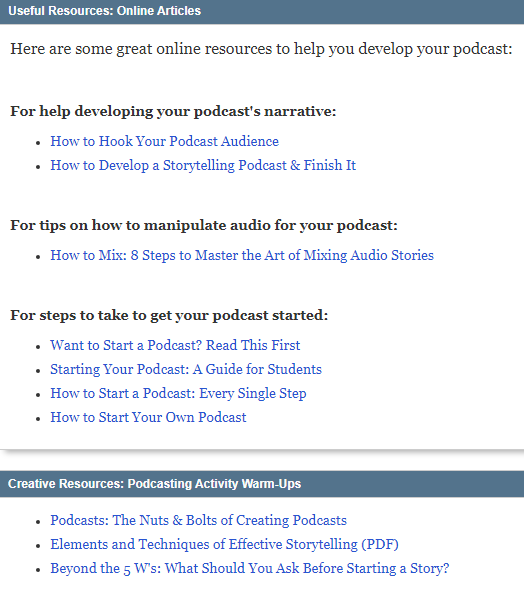 Useful Resources: Online Articles
Here are some great online resources to help you develop your podcast:
For help developing your podcast's narrative:
How to Hook Your Podcast Audience
How to Develop a Storytelling Podcast & Finish It
For tips on how to manipulate audio for your podcast:
How to Mix: 8 Steps to Master the Art of Mixing Audio Stories
For steps to take to get your podcast started:
Want to Start a Podcast? Read This First
Starting Your Podcast: A Guide for Students
How to Start a Podcast: Every Single Step
How to Start Your Own Podcast
Creative Resources: Podcasting Activity Warm-Ups
Podcasts: The Nuts & Bolts of Creating Podcasts
Elements and Techniques of Effective Storytelling (PDF)
Beyond the 5 W's: What Should You Ask Before Starting a Story?